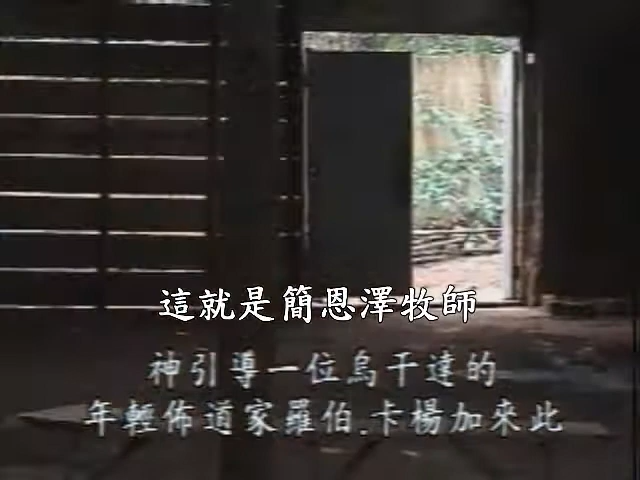 這就是簡恩澤牧師
神引導一位烏干達的
年輕佈道家羅伯.卡楊加來此